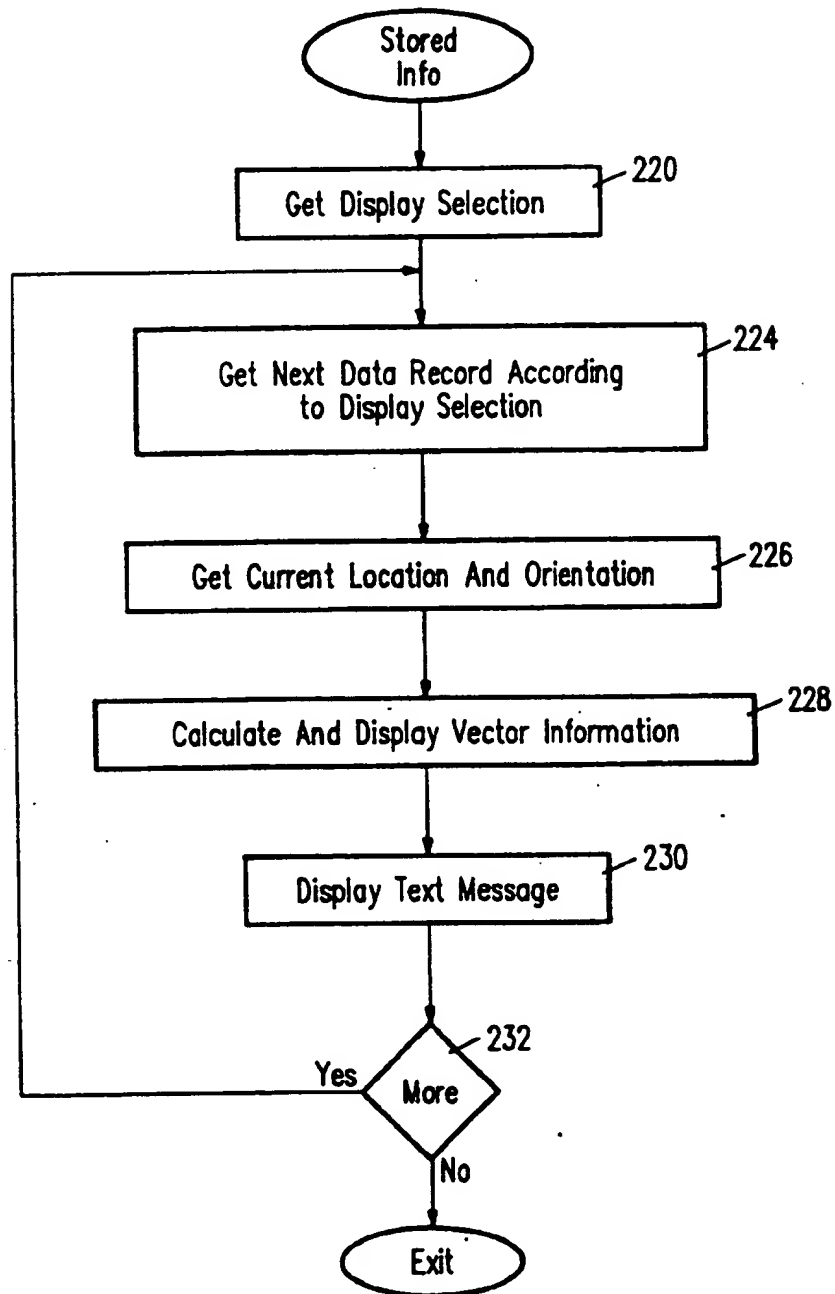 Stored
Info
220
Get Display Selection
224
Get Next Data Record According
to Display Selection
226
Get Current Location And Orientation
228
Calculate And Display Vector Information
230
Display Text Message
232
Yes
More
No
Exit